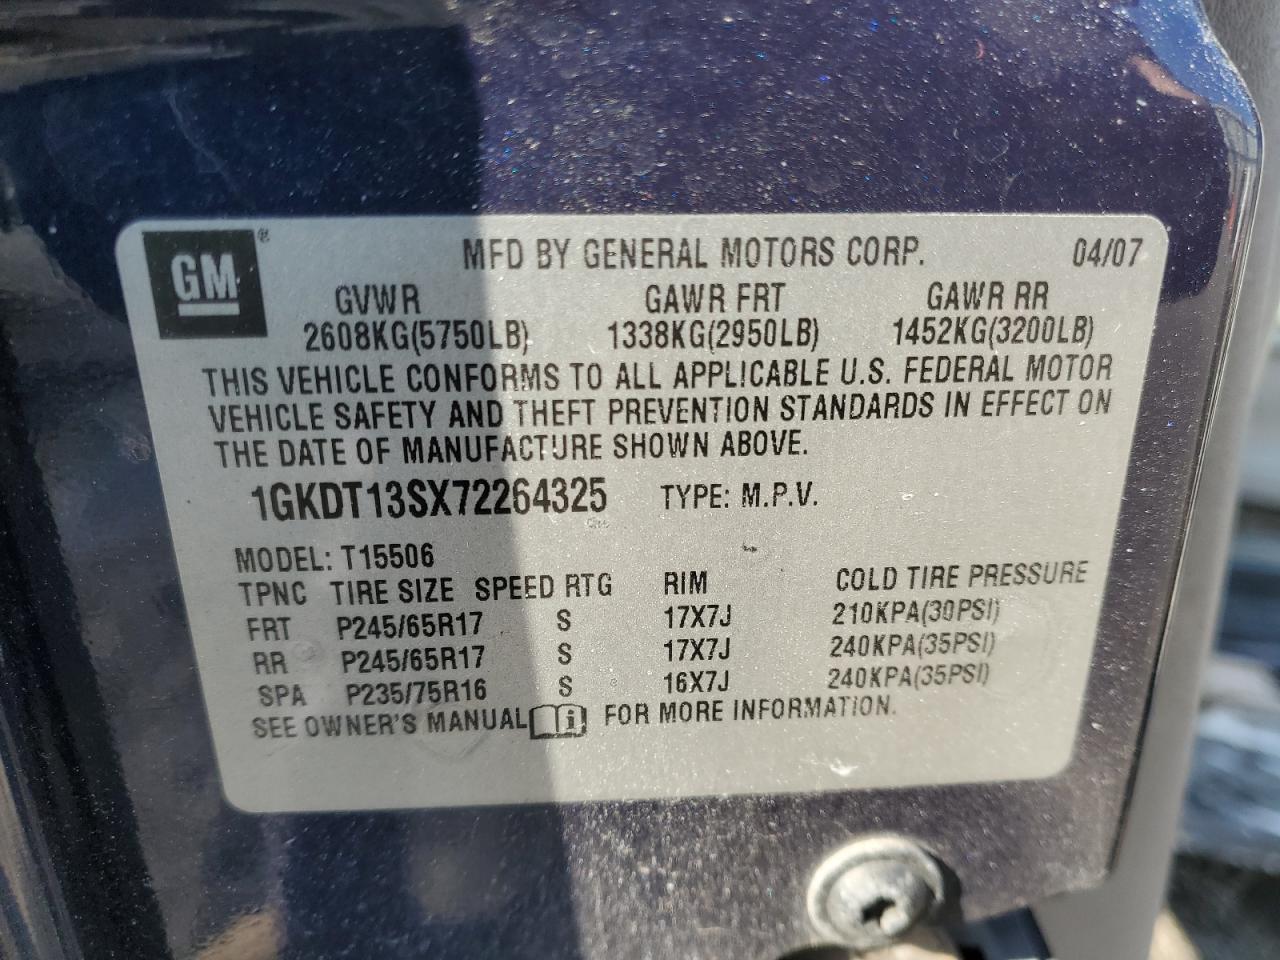 GM ®
MFD BY GENERAL MOTORS CORP. 04/07
GVWR GAWR FRT GAWR RR
2608KG(5750LB) 1338KG(2950LB) 1452KG(3200LB)
THIS VEHICLE CONFORMS TO ALL APPLICABLE U.S. FEDERAL MOTOR
VEHICLE SAFETY AND THEFT PREVENTION STANDARDS IN EFFECT ON
THE DATE OF MANUFACTURE SHOWN ABOVE.
1GKDT13SX72264325 TYPE: M.P.V.
MODEL: T15506
TPNC TIRE SIZE SPEED RTG RIM COLD TIRE PRESSURE
FRT P245/65R17 S 17X7J 210KPA(30PSI)
RR P245/65R17 S 17X7J 240KPA(35PSI)
SPA P235/75R16 S 16X7J 240KPA(35PSI)
SEE OWNER'S MANUAL i FOR MORE INFORMATION.